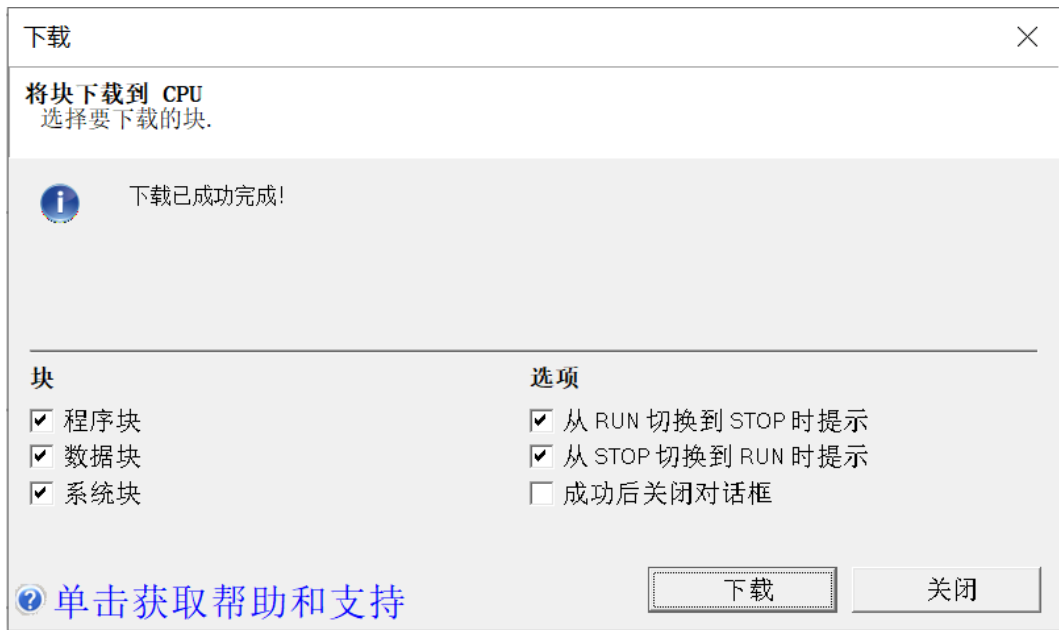 下载
将块下载到 CPU
选择要下载的块.
下载已成功完成!
块
选项
程序块
从 RUN 切换到 STOP 时提示
数据块
从 STOP 切换到 RUN 时提示
系统块
成功后关闭对话框
单击获取帮助和支持
下载
关闭